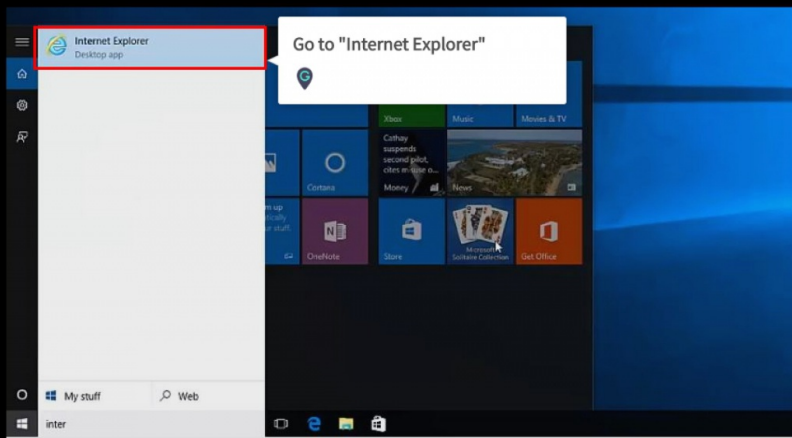 Internet Explorer
Desktop app
Go to "Internet Explorer"
Xbox
Music
Movies & TV
Cathay
suspends
second pilot,
cites misuse o...
Money
News
Cortana
OneNote
Store
Microsoft
Solitaire Collection
Get Office
My stuff
Web
inter